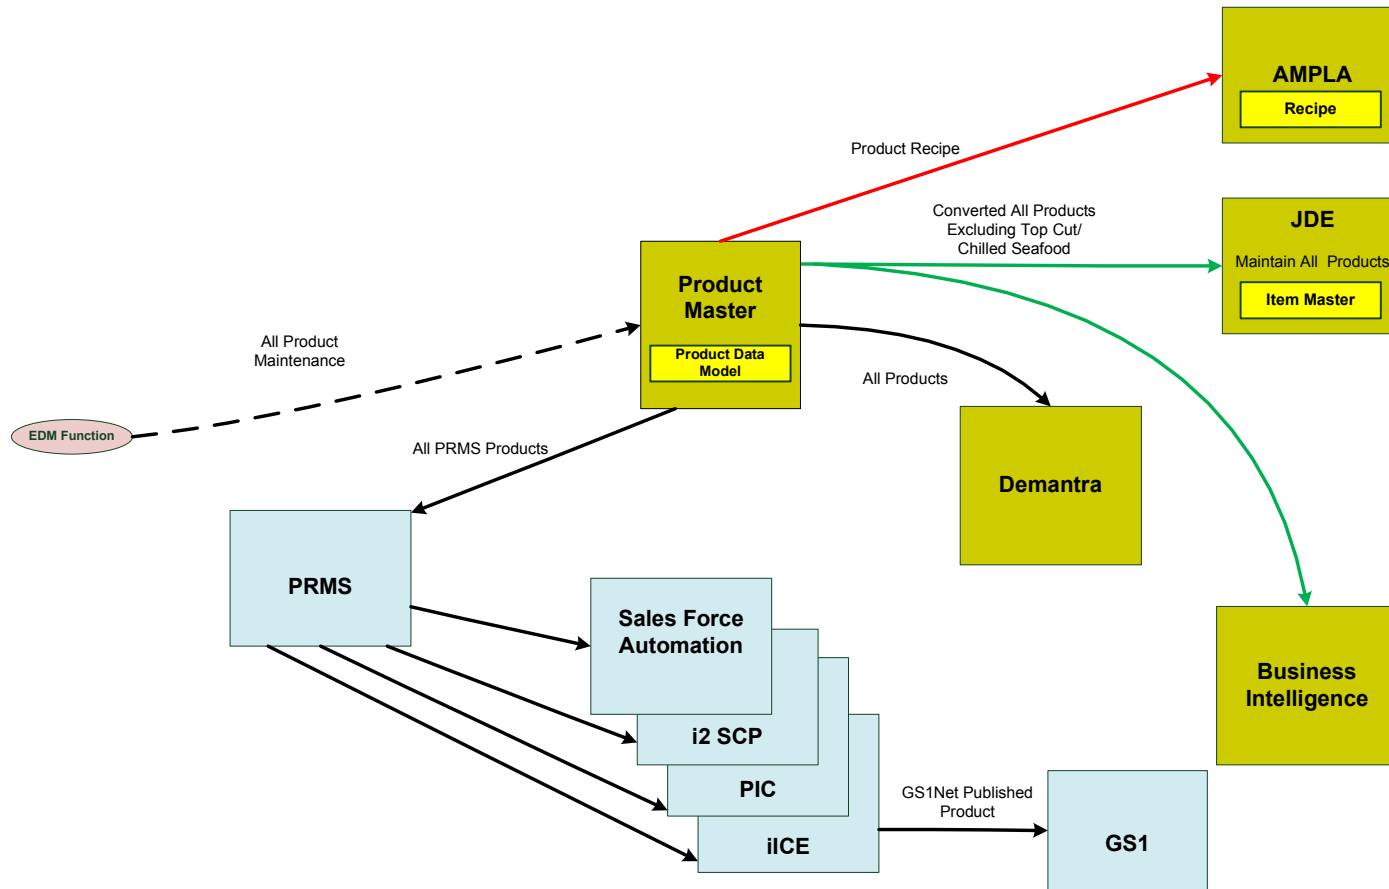 AMPLA
Recipe
Product Recipe
Converted All Products
Excluding Top Cut/
Chilled Seafood
JDE
Maintain All  Products
Item Master
Product
Master
Product Data
Model
All Product
Maintenance
All Products
EDM Function
All PRMS Products
Demantra
PRMS
Sales Force
Automation
Business
Intelligence
i2 SCP
PIC
GS1Net Published
Product
iICE
GS1